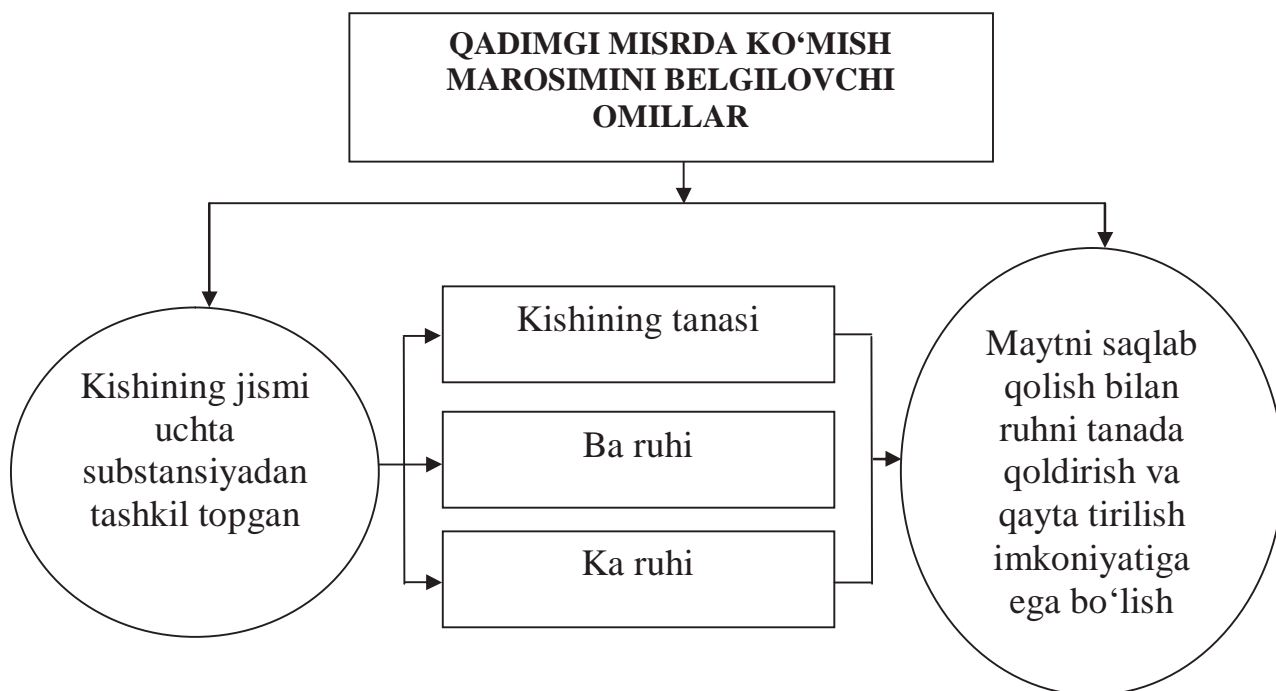 QADIMGI MISRDA KO‘MISH
MAROSIMINI BELGILOVCHI
OMILLAR
Kishining jismi
uchta
substansiyadan
tashkil topgan
Kishining tanasi
Ba ruhi
Ka ruhi
Maytni saqlab
qolish bilan
ruhni tanada
qoldirish va
qayta tirilish
imkoniyatiga
ega bo‘lish